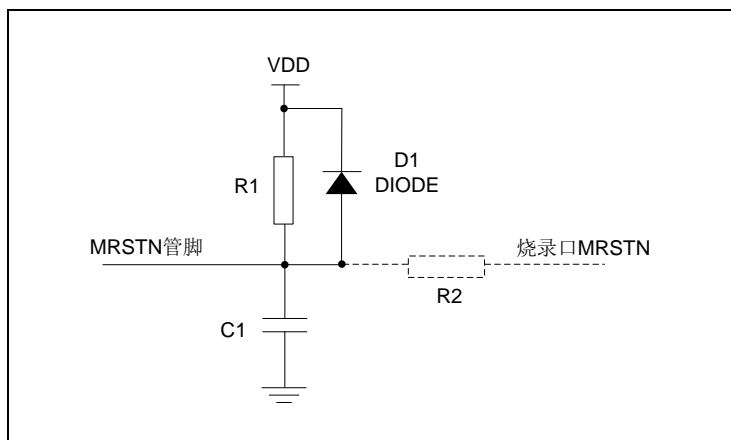 VDD
D1
DIODE
R1
MRSTN管脚
烧录口MRSTN
R2
C1